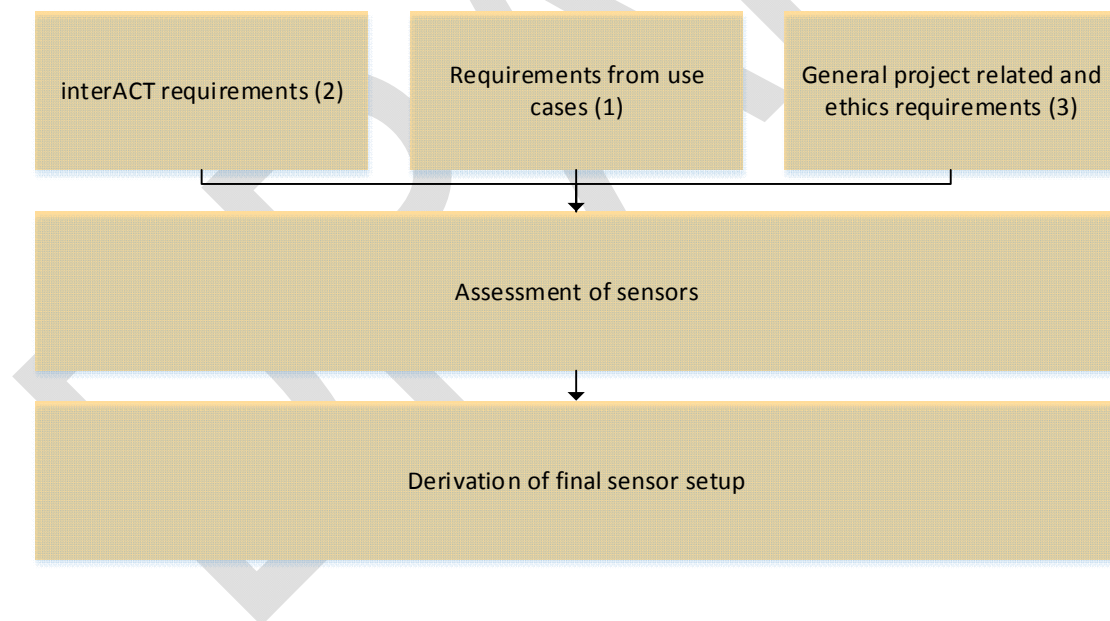 interACT requirements (2)
Requirements from use
cases (1)
General project related and
ethics requirements (3)
Assessment of sensors
Derivation of final sensor setup